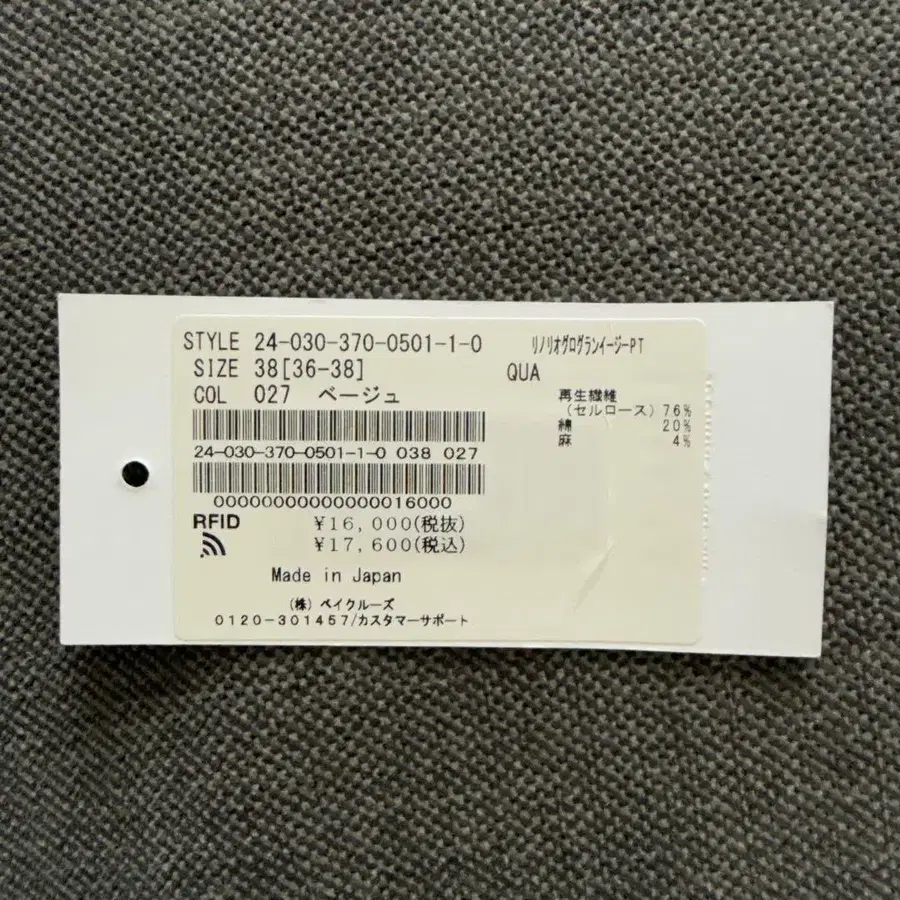 STYLE 24-030-370-0501-1-0 リノリオグログランイージーPT
SIZE 38[36-38] QUA
COL 027 ベージュ
再生繊維
(セルロース) 76%
綿 20%
麻 4%
24-030-370-0501-1-0 038 027
00000000000000016000
RFID
¥16,000(税抜)
¥17,600(税込)
Made in Japan
(株) ベイクルーズ
0120-301457/カスタマーサポート